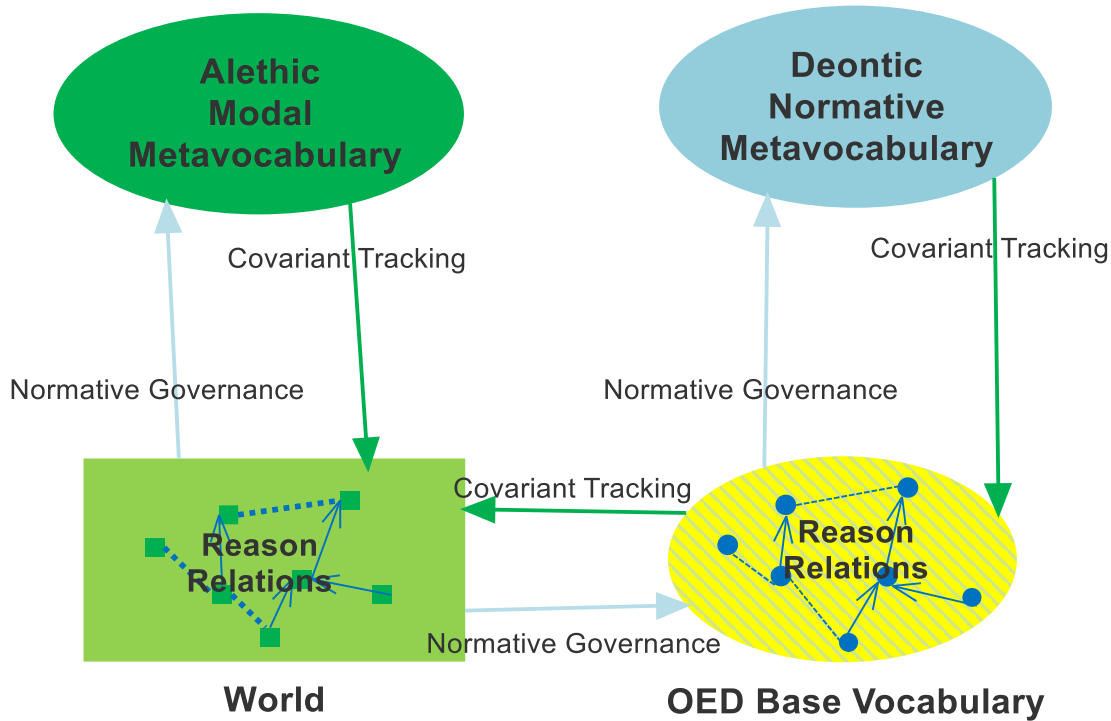 Alethic
Modal
Metavocabulary
Deontic
Normative
Metavocabulary
Covariant Tracking
Covariant Tracking
Normative Governance
Normative Governance
Covariant Tracking
Reason
Relations
Reason
Relations
Normative Governance
World
OED Base Vocabulary